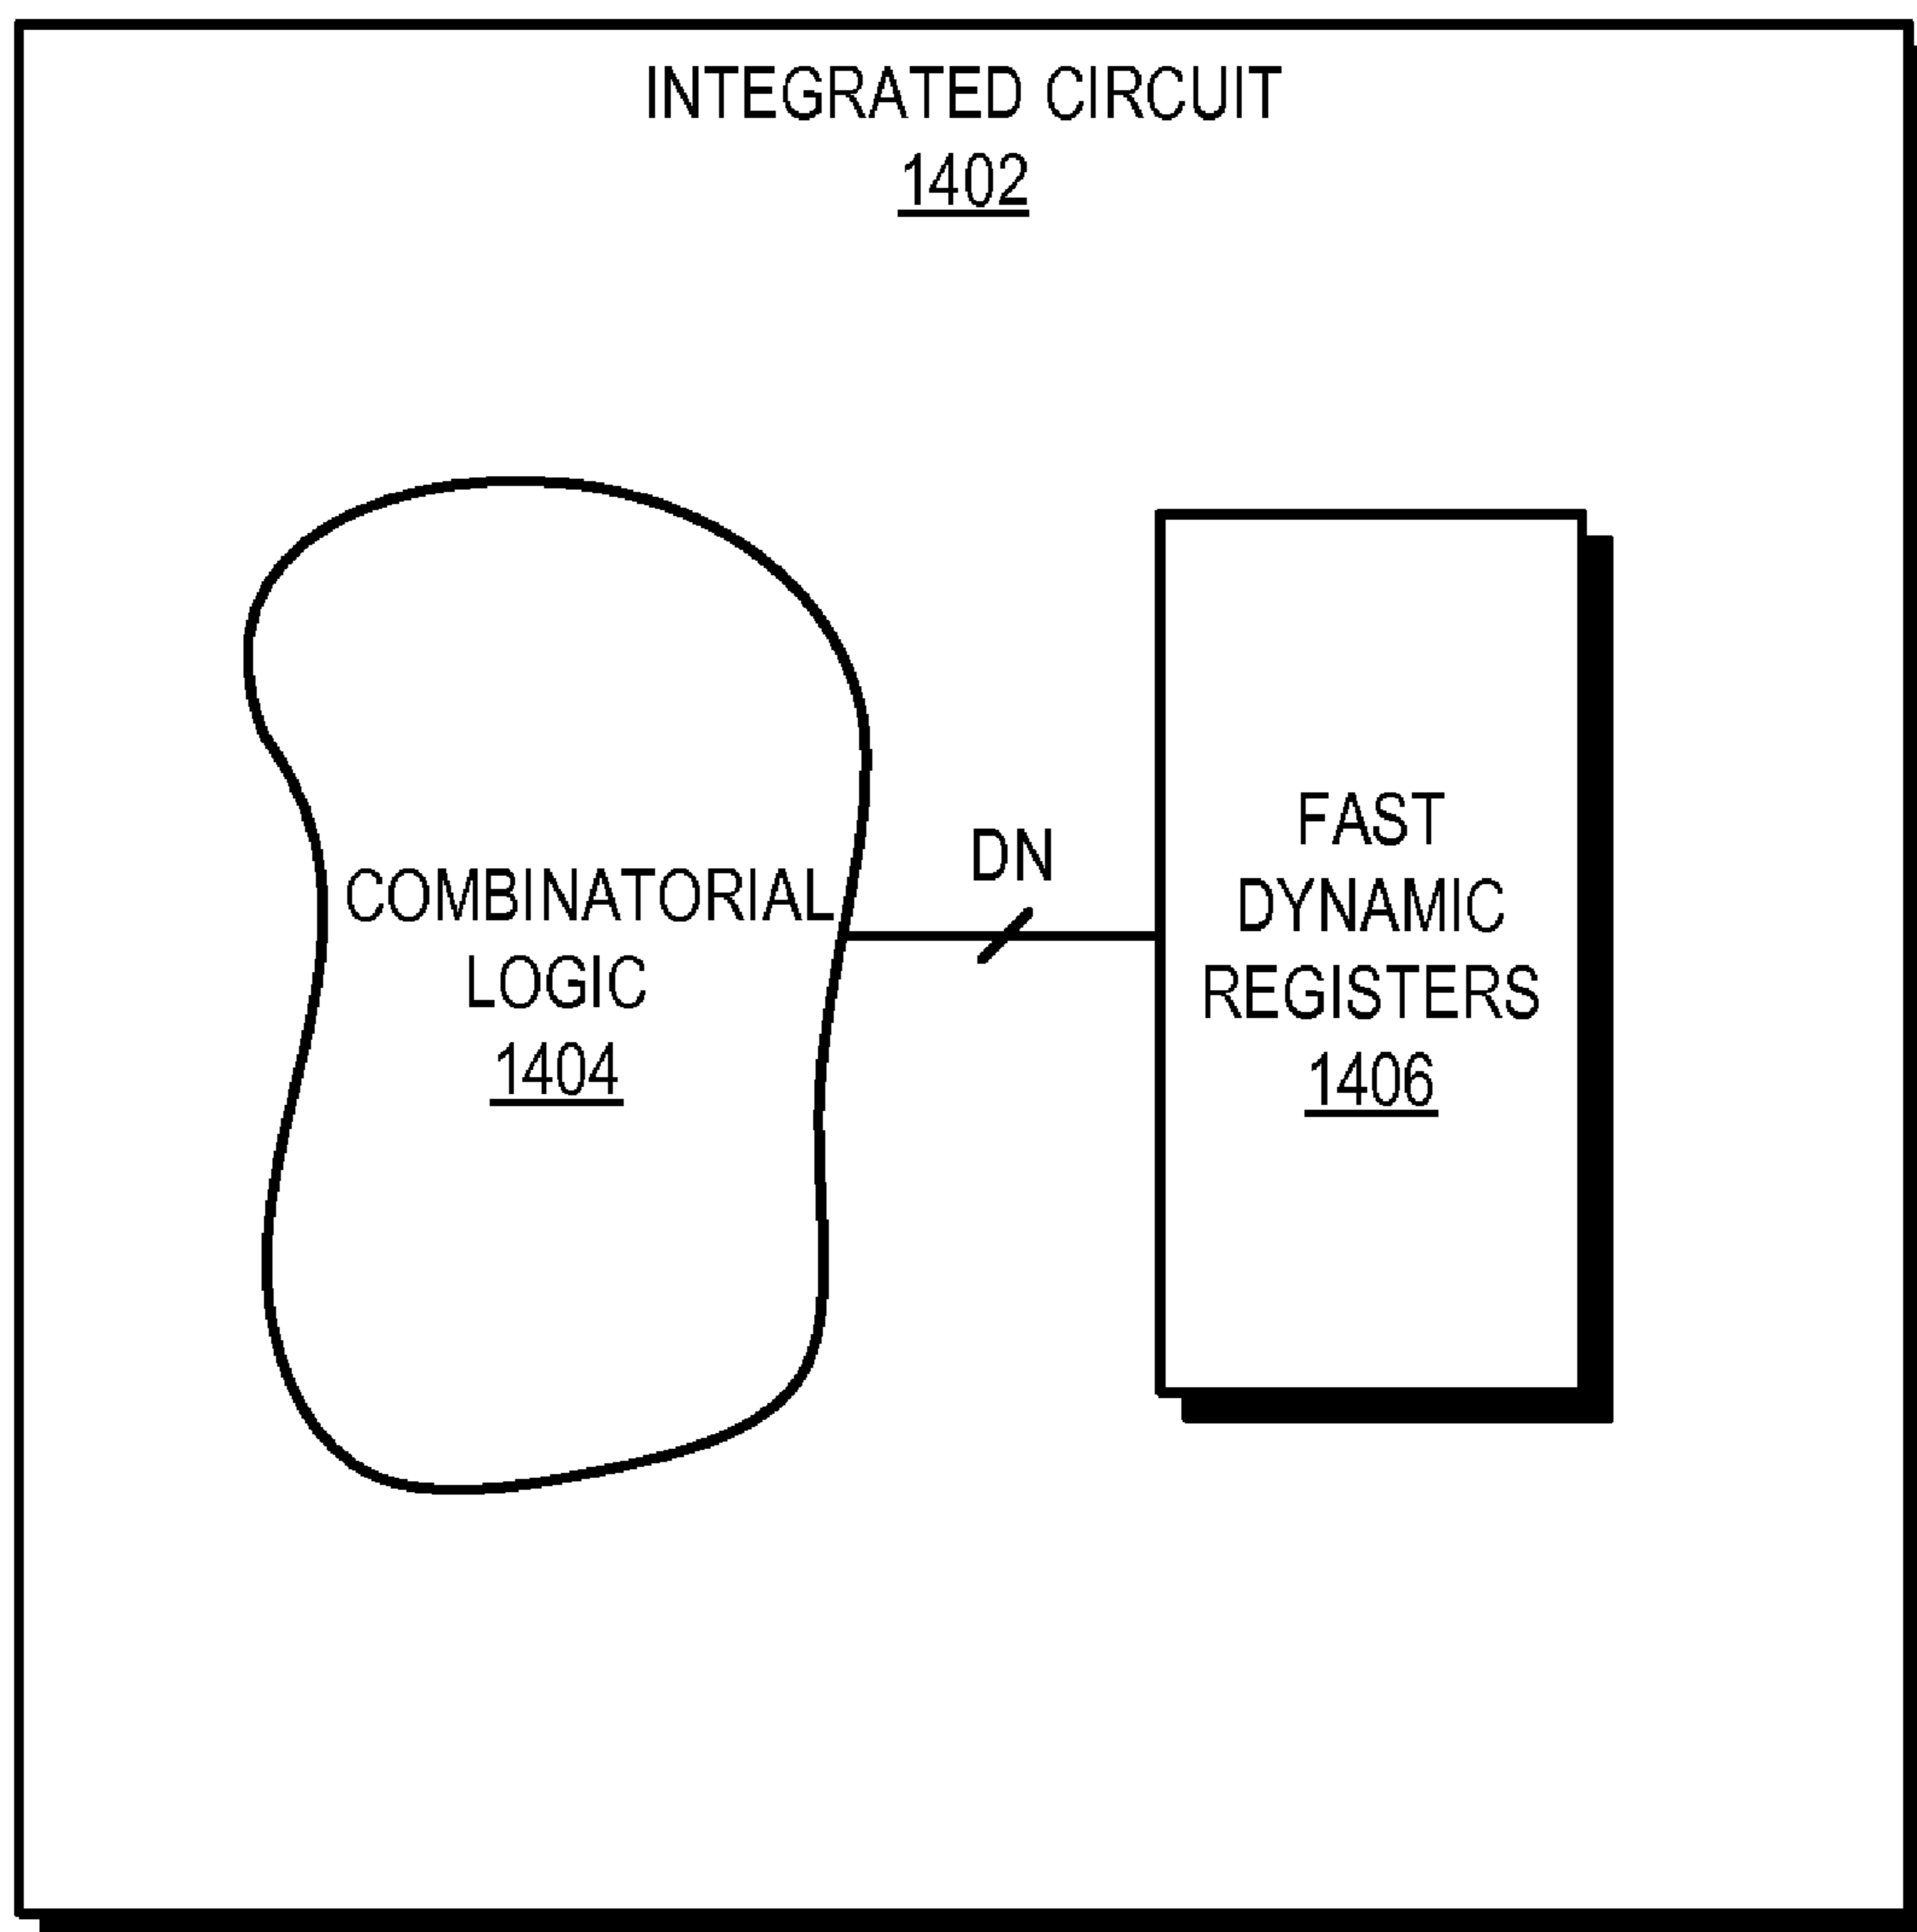 INTEGRATED CIRCUIT
1402
COMBINATORIAL
LOGIC
1404
DN
FAST
DYNAMIC
REGISTERS
1406